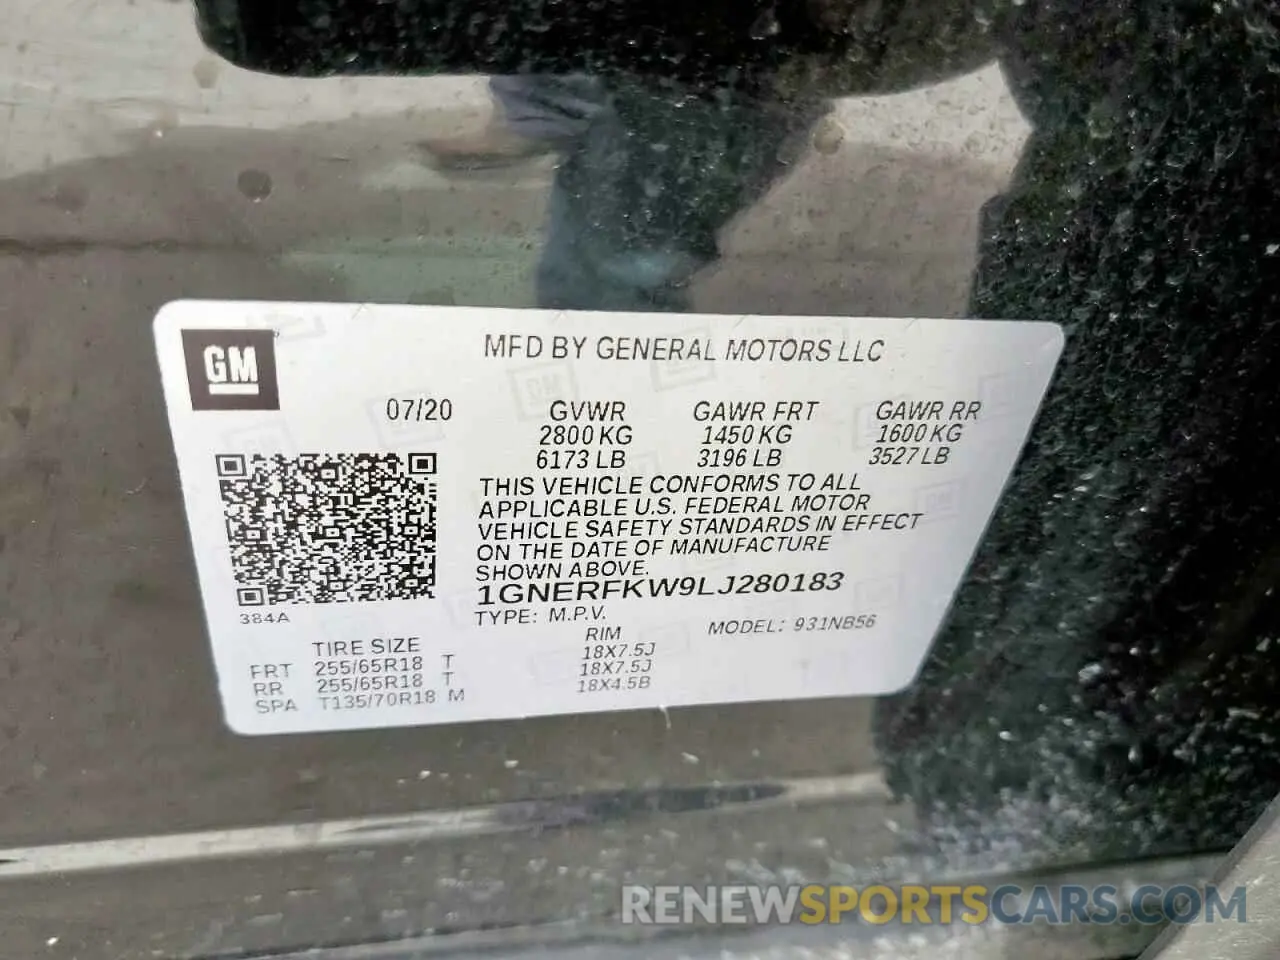 GM
MFD BY GENERAL MOTORS LLC
07/20 GVWR GAWR FRT GAWR RR
2800 KG 1450 KG 1600 KG
6173 LB 3196 LB 3527 LB
THIS VEHICLE CONFORMS TO ALL
APPLICABLE U.S. FEDERAL MOTOR
VEHICLE SAFETY STANDARDS IN EFFECT
ON THE DATE OF MANUFACTURE
SHOWN ABOVE.
1GNERFKW9LJ280183
384A
TYPE: M.P.V. MODEL: 931NB56
TIRE SIZE RIM
FRT 255/65R18 T 18X7.5J
RR 255/65R18 T 18X7.5J
SPA T135/70R18 M 18X4.5B
RENEWSPORTSCARS.COM